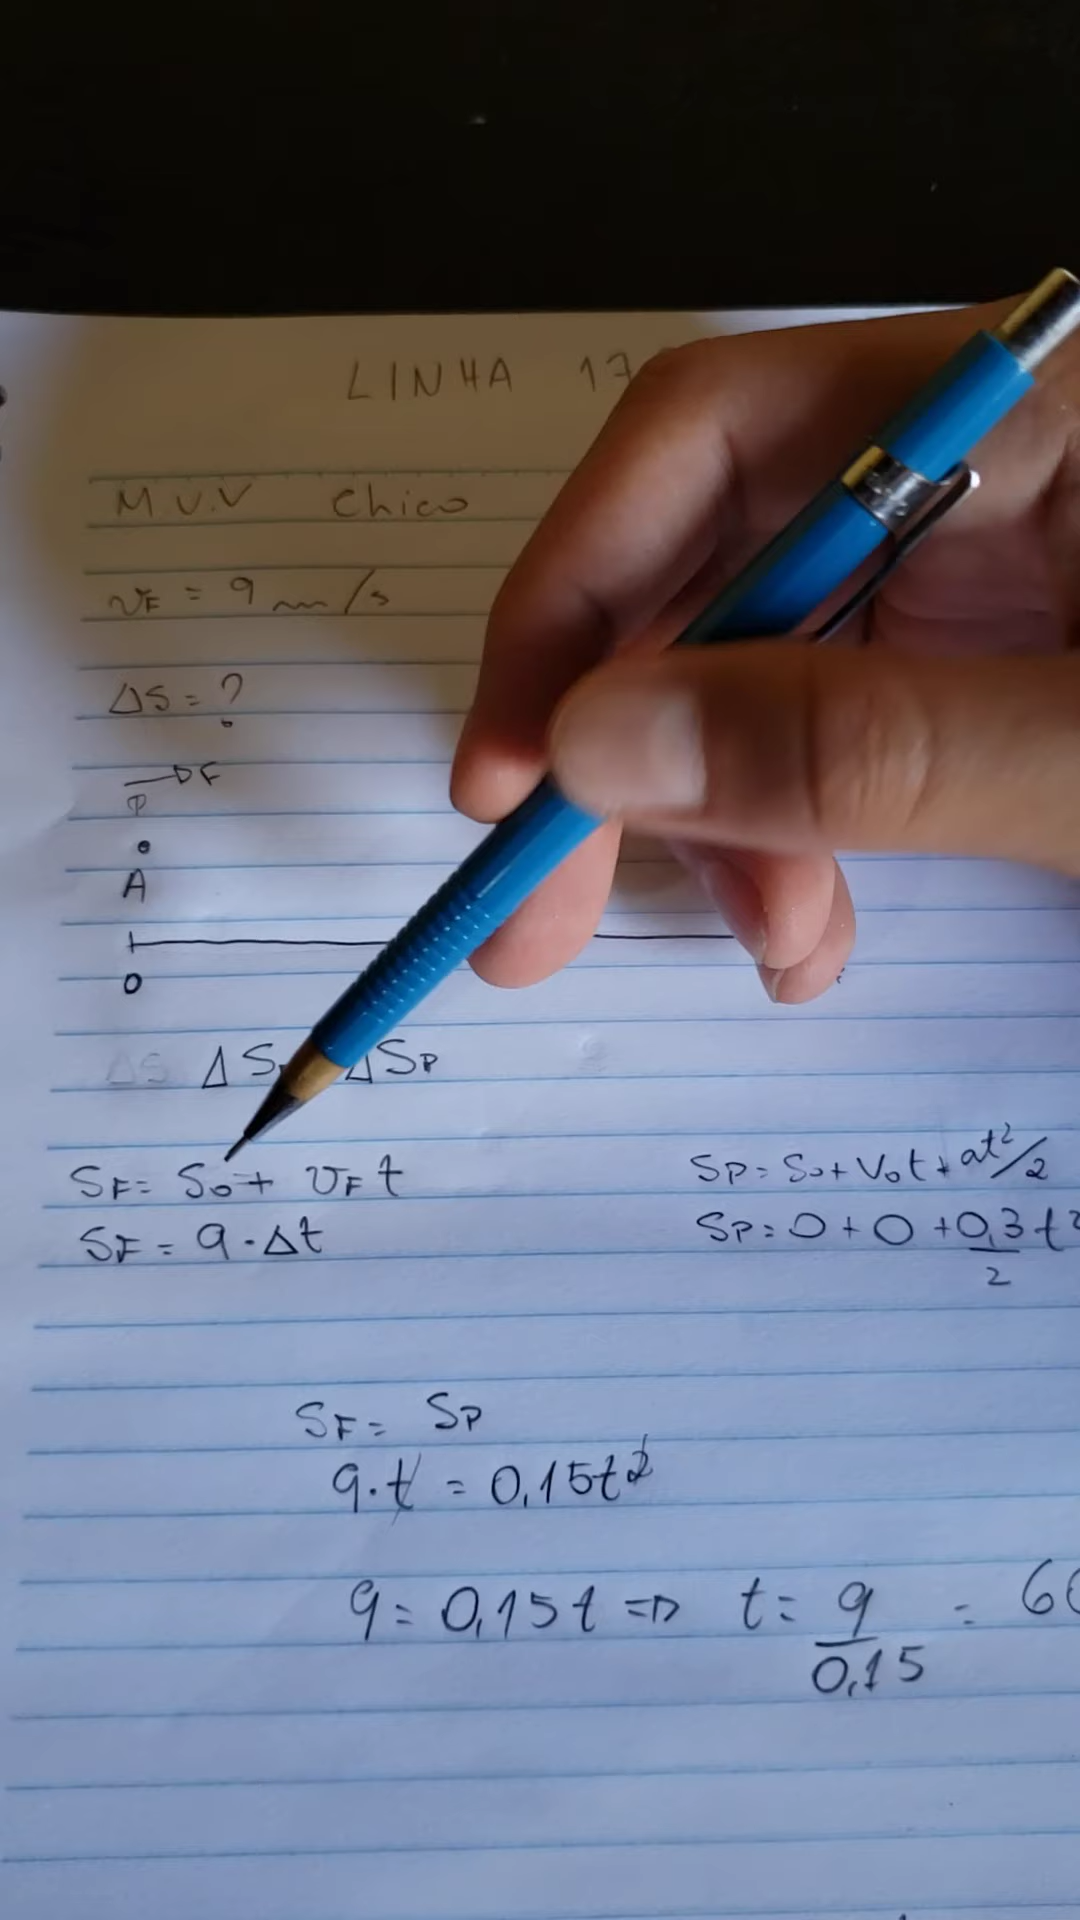 LINHA 17
M.U.V Chico
vF = 9 m/s
ΔS = ?
F
P
A
0
ΔS ΔS ΔSP
SF = S0 + vF t
SF = 9 · Δt
SP = S0 + V0t + at²/2
SP = 0 + 0 + 0,3 t²
2
SF = SP
9.t = 0,15t²
9 = 0,15t => t = 9 = 60
0,15